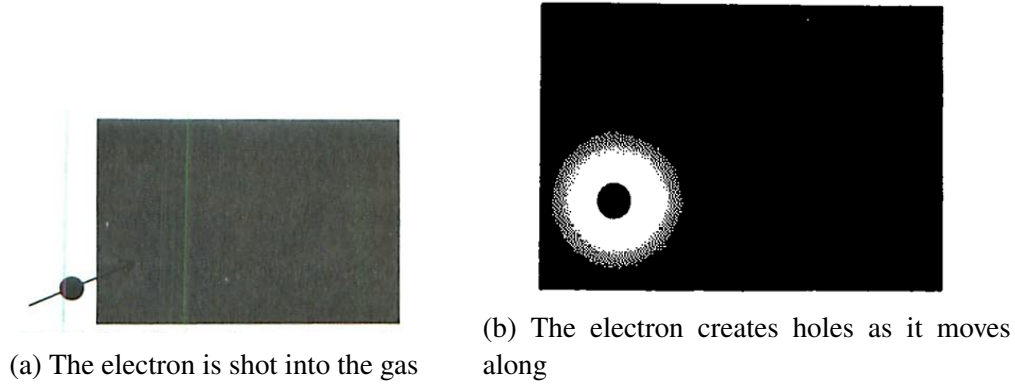 (a) The electron is shot into the gas
(b) The electron creates holes as it moves
along